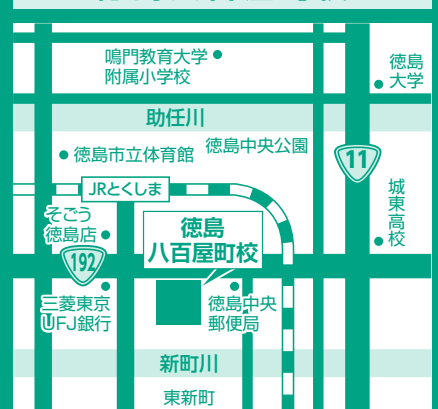 鳴門教育大学
附属小学校
徳島
大学
助任川
徳島市立体育館
徳島中央公園
11
JRとくしま
城東高校
そごう
徳島店
徳島
八百屋町校
192
三菱東京
UFJ銀行
徳島中央
郵便局
新町川
東新町